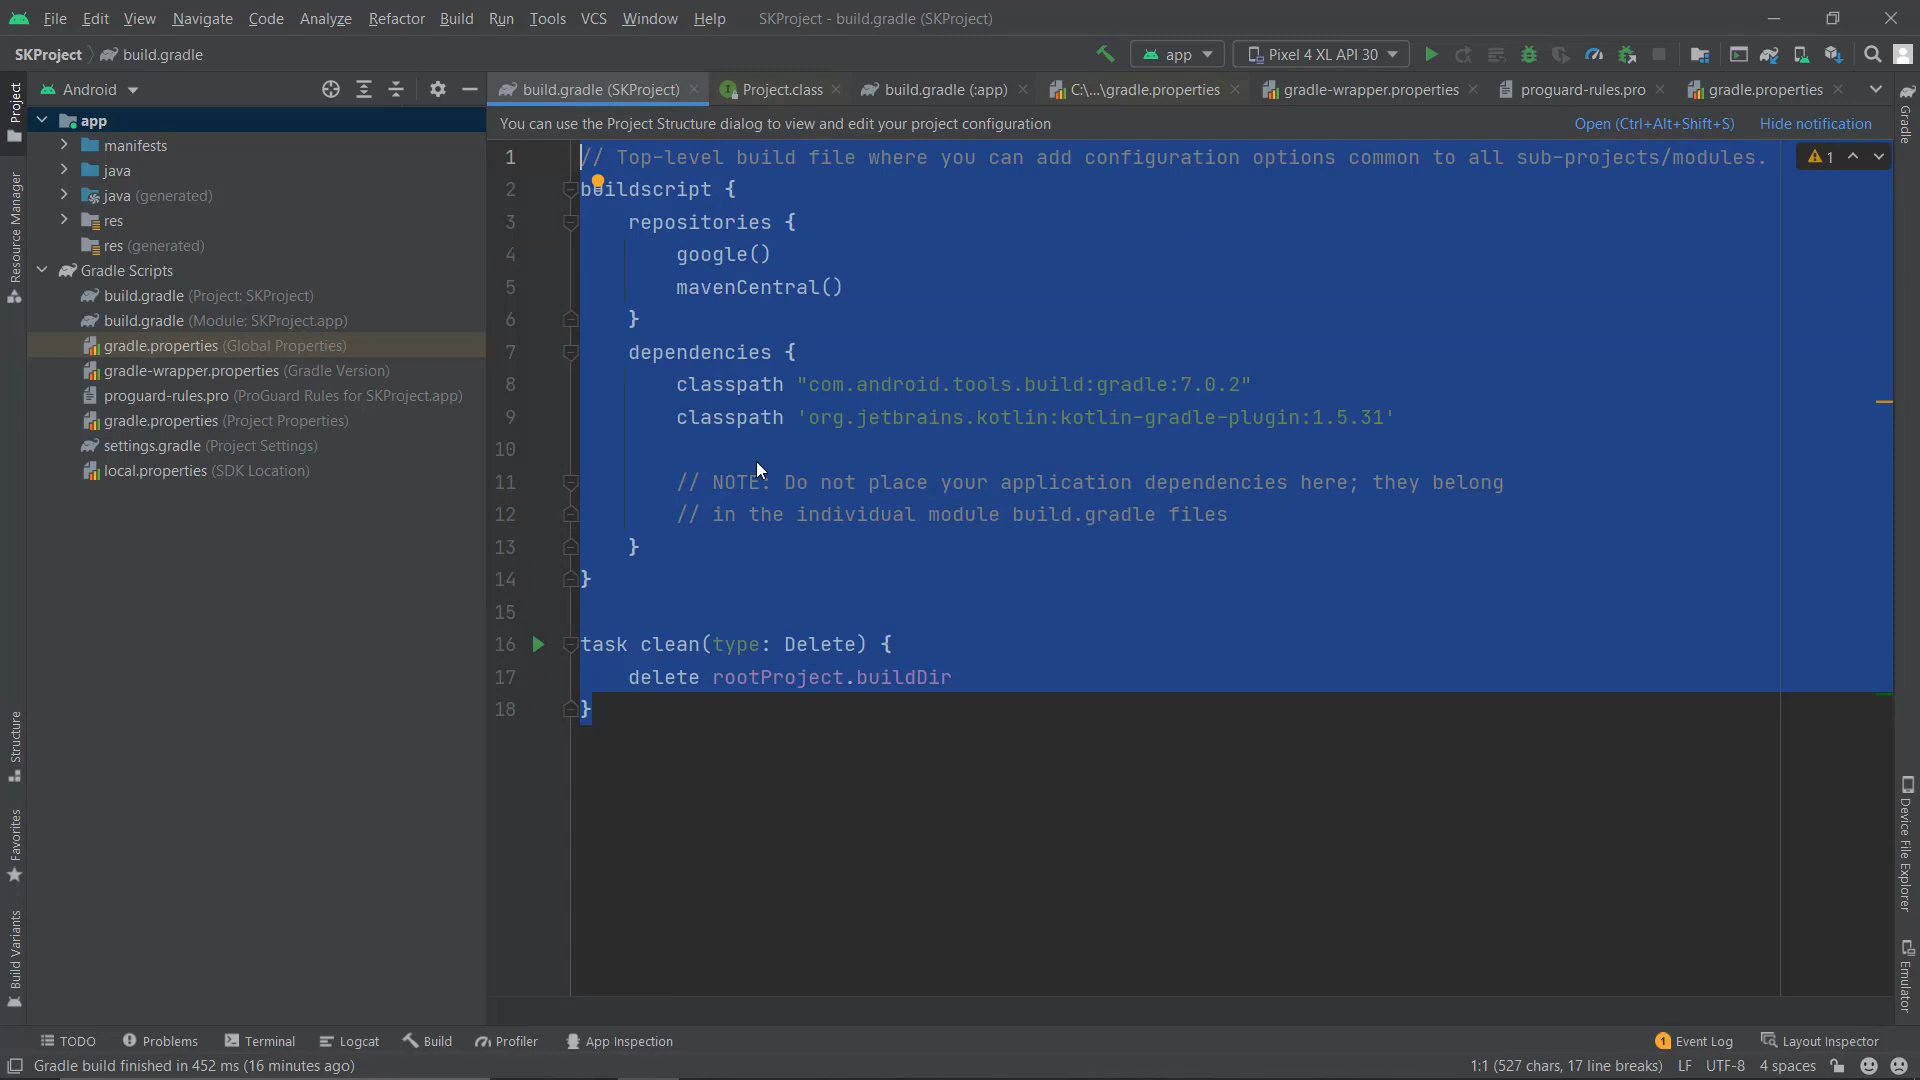 File Edit View Navigate Code Analyze Refactor Build Run Tools VCS Window Help SKProject - build.gradle (SKProject)
SKProject build.gradle app Pixel 4 XL API 30
Android build.gradle (SKProject) Project.class build.gradle (:app) C:\...\gradle.properties gradle-wrapper.properties proguard-rules.pro gradle.properties
You can use the Project Structure dialog to view and edit your project configuration Open (Ctrl+Alt+Shift+S) Hide notification
app
manifests
java
java (generated)
res
res (generated)
Gradle Scripts
build.gradle (Project: SKProject)
build.gradle (Module: SKProject.app)
gradle.properties (Global Properties)
gradle-wrapper.properties (Gradle Version)
proguard-rules.pro (ProGuard Rules for SKProject.app)
gradle.properties (Project Properties)
settings.gradle (Project Settings)
local.properties (SDK Location)
1 // Top-level build file where you can add configuration options common to all sub-projects/modules.
2 buildscript {
3 repositories {
4 google()
5 mavenCentral()
6 }
7 dependencies {
8 classpath "com.android.tools.build:gradle:7.0.2"
9 classpath 'org.jetbrains.kotlin:kotlin-gradle-plugin:1.5.31'
10
11 // NOTE: Do not place your application dependencies here; they belong
12 // in the individual module build.gradle files
13 }
14 }
15
16 task clean(type: Delete) {
17 delete rootProject.buildDir
18 }
1
Project
Resource Manager
Structure
Favorites
Build Variants
Gradle
Device File Explorer
Emulator
TODO Problems Terminal Logcat Build Profiler App Inspection 1 Event Log Layout Inspector
Gradle build finished in 452 ms (16 minutes ago) 1:1 (527 chars, 17 line breaks) LF UTF-8 4 spaces